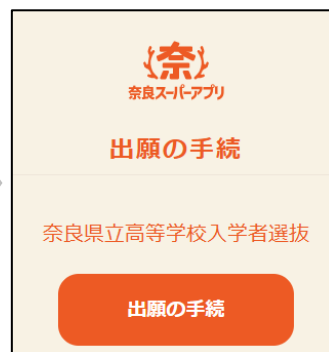 奈
奈良スーパーアプリ
出願の手続
奈良県立高等学校入学者選抜
出願の手続